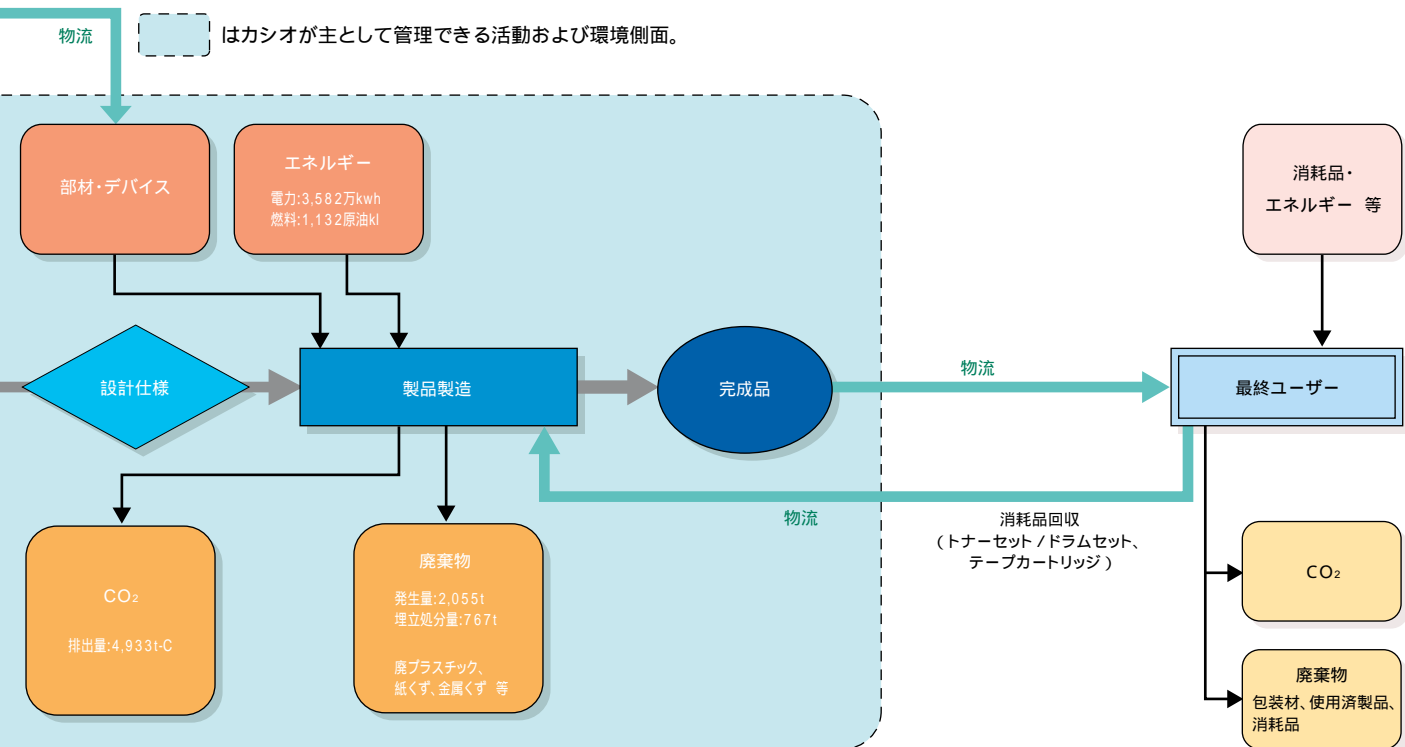 物流
はカシオが主として管理できる活動および環境側面。
部材・デバイス
エネルギー
電力:3,582万kwh
燃料:1,132原油kl
消耗品・
エネルギー 等
設計仕様
製品製造
完成品
物流
最終ユーザー
物流
消耗品回収
(トナーセット/ドラムセット、
テープカートリッジ)
CO₂
排出量:4,933t-C
廃棄物
発生量:2,055t
埋立処分量:767t
廃プラスチック、
紙くず、金属くず 等
CO₂
廃棄物
包装材、使用済製品、
消耗品